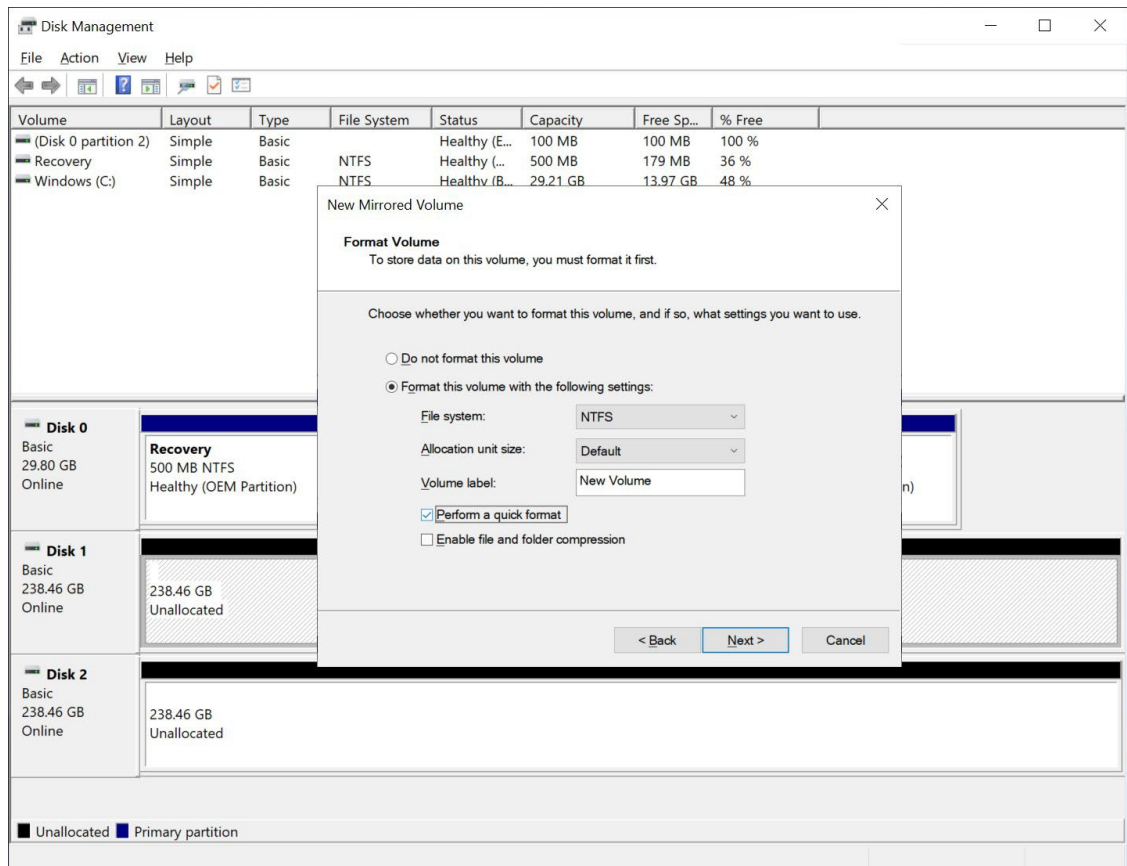 Disk Management
File Action View Help
Volume Layout Type File System Status Capacity Free Sp... % Free
(Disk 0 partition 2) Simple Basic Healthy (E... 100 MB 100 MB 100 %
Recovery Simple Basic NTFS Healthy (... 500 MB 179 MB 36 %
Windows (C:) Simple Basic NTFS Healthy (B... 29.21 GB 13.97 GB 48 %
New Mirrored Volume
Format Volume
To store data on this volume, you must format it first.
Choose whether you want to format this volume, and if so, what settings you want to use.
Do not format this volume
Format this volume with the following settings:
File system: NTFS
Allocation unit size: Default
Volume label: New Volume
Perform a quick format
Enable file and folder compression
< Back Next > Cancel
Disk 0
Basic
29.80 GB
Online
Recovery
500 MB NTFS
Healthy (OEM Partition)
n)
Disk 1
Basic
238.46 GB
Online
238.46 GB
Unallocated
Disk 2
Basic
238.46 GB
Online
238.46 GB
Unallocated
Unallocated Primary partition